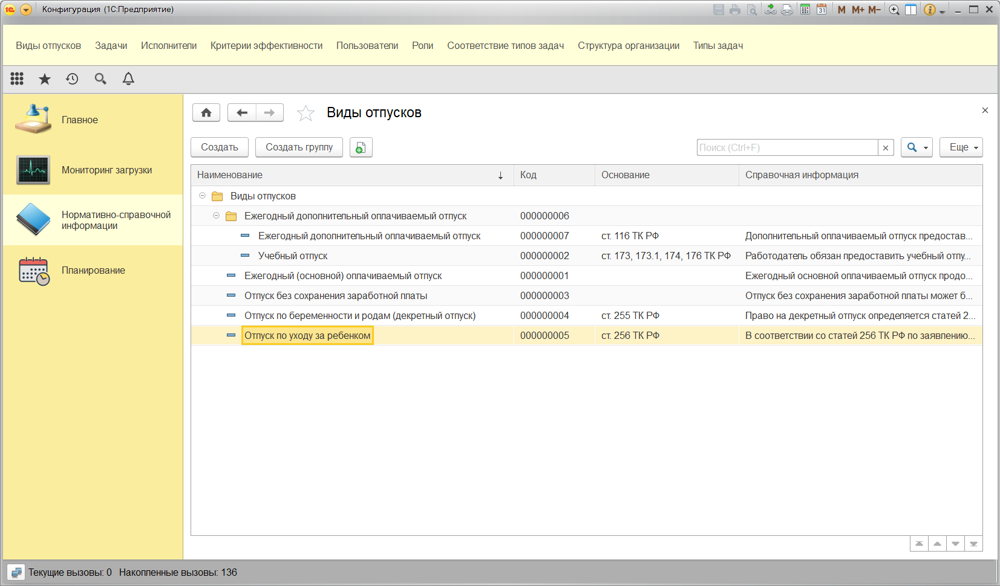 Конфигурация (1С:Предприятие)
31 M M+ M−
Виды отпусков Задачи Исполнители Критерии эффективности Пользователи Роли Соответствие типов задач Структура организации Типы задач
Главное
Мониторинг загрузки
Нормативно-справочной
информации
Планирование
Виды отпусков
Создать Создать группу Поиск (Ctrl+F) × Еще
Наименование ↓ Код Основание Справочная информация
Виды отпусков
Ежегодный дополнительный оплачиваемый отпуск 000000006
Ежегодный дополнительный оплачиваемый отпуск 000000007 ст. 116 ТК РФ Дополнительный оплачиваемый отпуск предостав...
Учебный отпуск 000000002 ст. 173, 173.1, 174, 176 ТК РФ Работодатель обязан предоставить учебный отпу...
Ежегодный (основной) оплачиваемый отпуск 000000001 Ежегодный основной оплачиваемый отпуск продо...
Отпуск без сохранения заработной платы 000000003 Отпуск без сохранения заработной платы может б...
Отпуск по беременности и родам (декретный отпуск) 000000004 ст. 255 ТК РФ Право на декретный отпуск определяется статей 2...
Отпуск по уходу за ребенком 000000005 ст. 256 ТК РФ В соответствии со статей 256 ТК РФ по заявлению...
Текущие вызовы: 0 Накопленные вызовы: 136